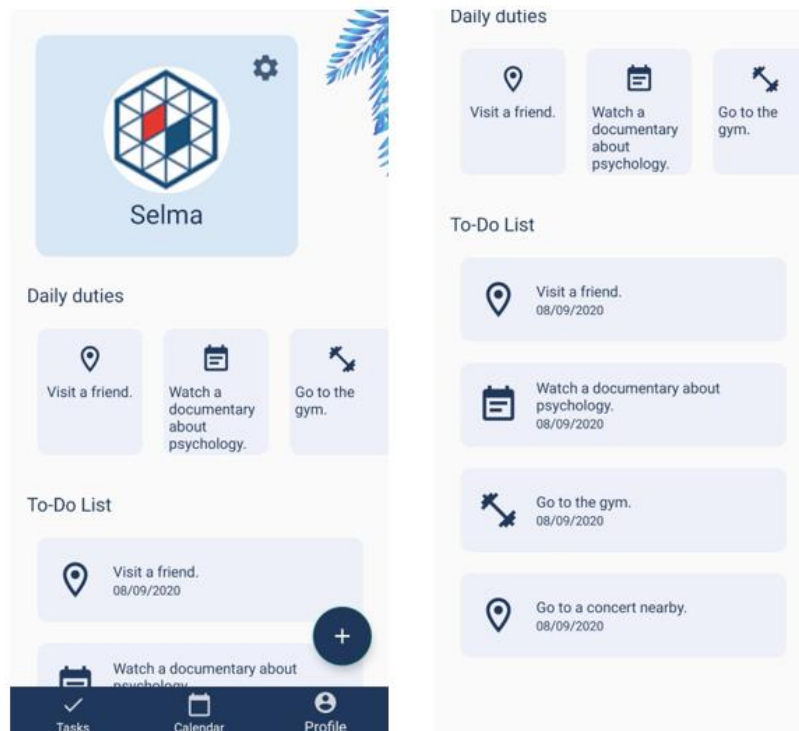 Selma
Daily duties
Visit a friend.
Watch a
documentary
about
psychology.
Go to the
gym.
To-Do List
Visit a friend.
08/09/2020
Watch a documentary about
psychology.
+
Tasks
Calendar
Profile
Daily duties
Visit a friend.
Watch a
documentary
about
psychology.
Go to the
gym.
To-Do List
Visit a friend.
08/09/2020
Watch a documentary about
psychology.
08/09/2020
Go to the gym.
08/09/2020
Go to a concert nearby.
08/09/2020